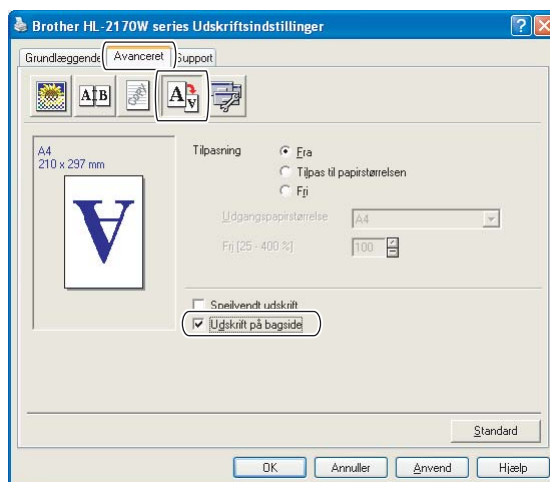 Brother HL-2170W series Udskriftsindstillinger
Grundlæggende Avanceret Support
A4
210 x 297 mm
A
Tilpasning
Fra
Tilpas til papirstørrelsen
Fri
Udgangspapirstørrelse A4
Fri [25 - 400 %] 100
Spejlvendt udskrift
Udskrift på bagside
Standard
OK Annuller Anvend Hjælp